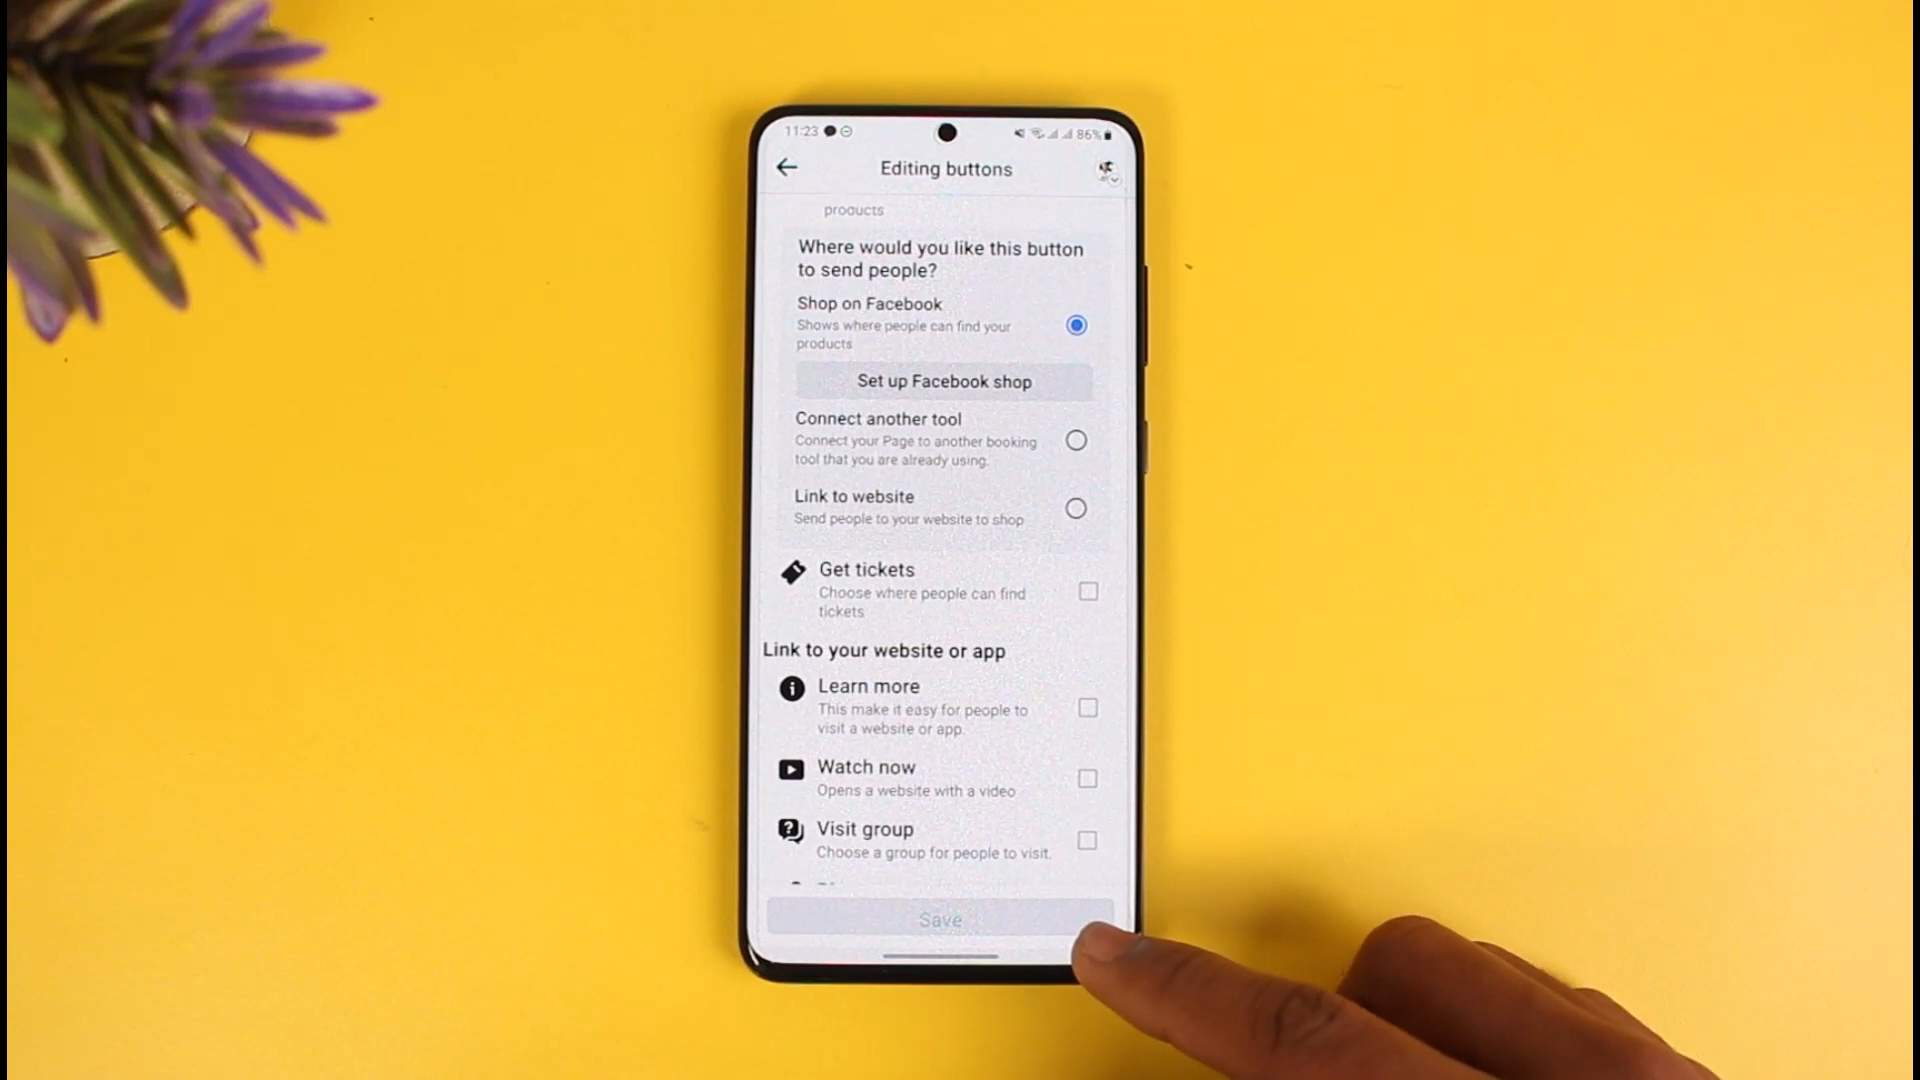 11:23
86%
Editing buttons
products
Where would you like this button
to send people?
Shop on Facebook
Shows where people can find your
products
Set up Facebook shop
Connect another tool
Connect your Page to another booking
tool that you are already using.
Link to website
Send people to your website to shop
Get tickets
Choose where people can find
tickets
Link to your website or app
Learn more
This make it easy for people to
visit a website or app
Watch now
Opens a website with a video
Visit group
Choose a group for people to visit.
Save